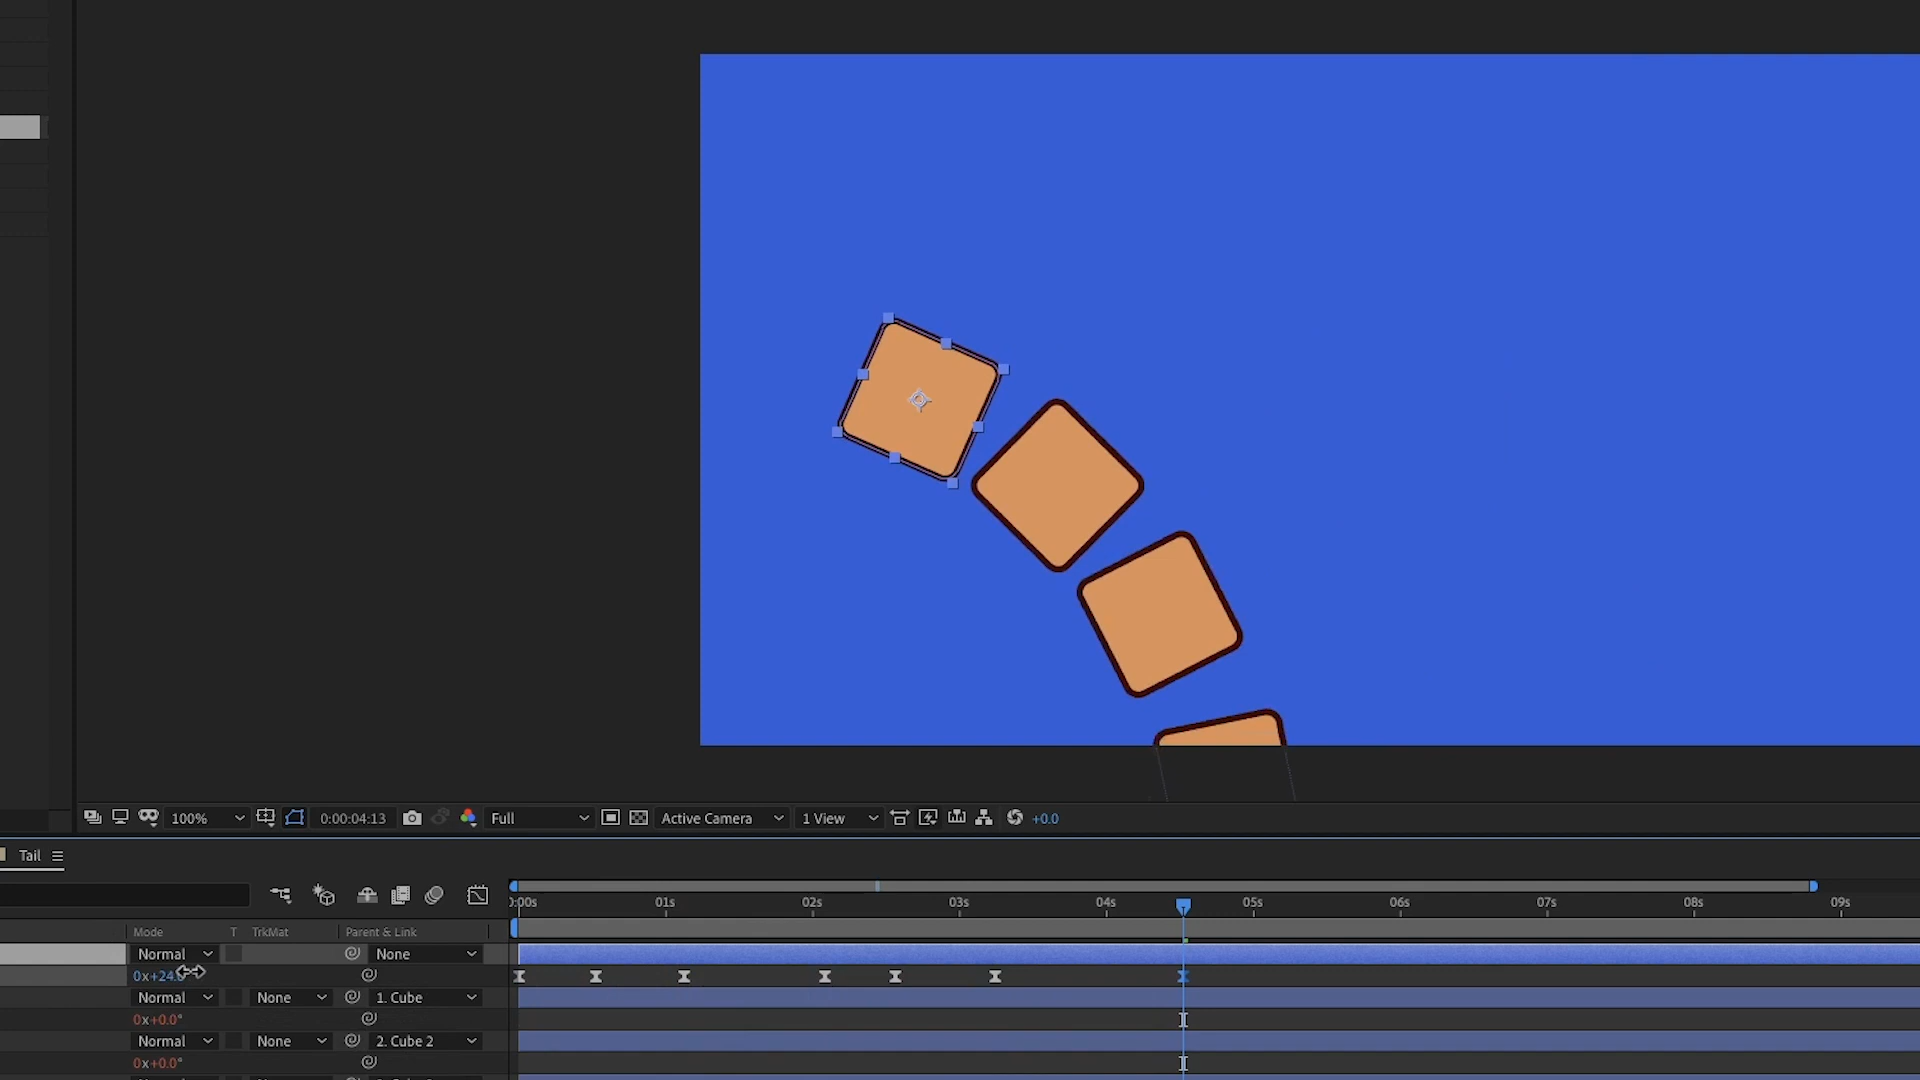 100% 0:00:04:13 Full Active Camera 1 View +0.0
Tail
0:00s 01s 02s 03s 04s 05s 06s 07s 08s 09s
Mode T TrkMat Parent & Link
Normal None
0x+24.
Normal None 1. Cube
0x+0.0°
Normal None 2. Cube 2
0x+0.0°